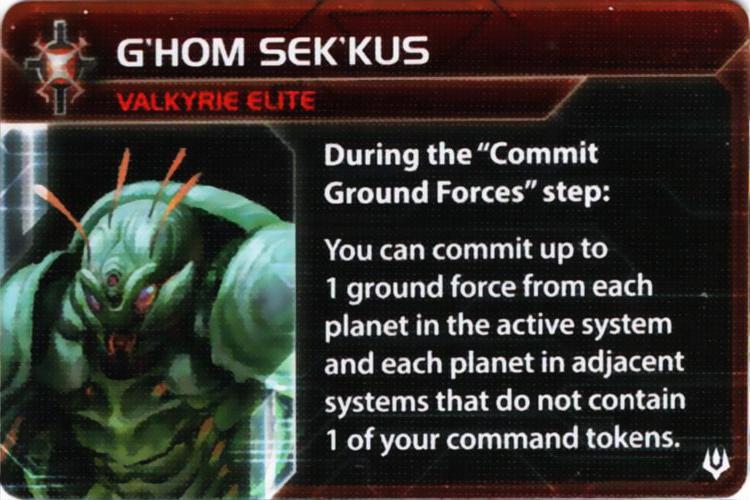 G'HOM SEK'KUS
VALKYRIE ELITE
During the “Commit
Ground Forces” step:
You can commit up to
1 ground force from each
planet in the active system
and each planet in adjacent
systems that do not contain
1 of your command tokens.